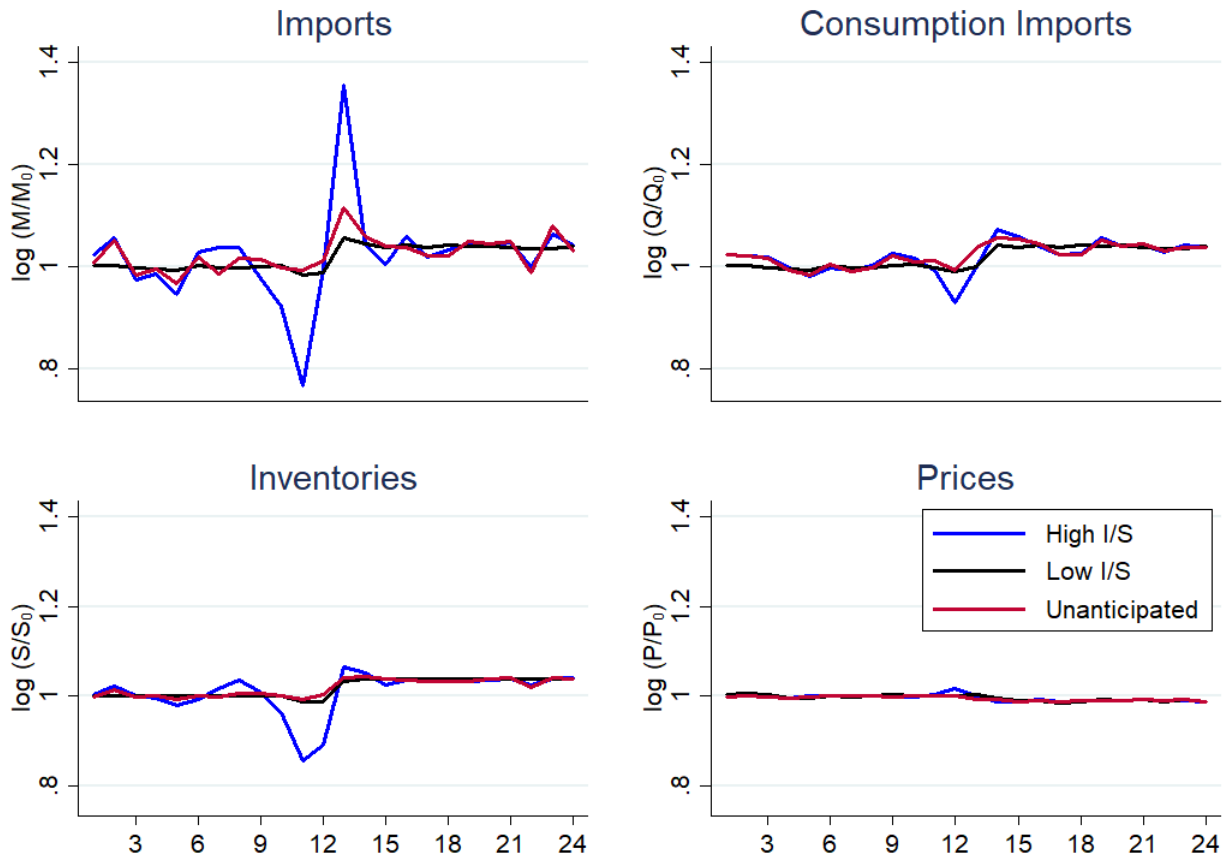 Imports
log (M/M₀)
1.4
1.2
1
.8
Consumption Imports
log (Q/Q₀)
1.4
1.2
1
.8
Inventories
log (S/S₀)
1.4
1.2
1
.8
3 6 9 12 15 18 21 24
Prices
log (P/P₀)
1.4
1.2
1
.8
High I/S
Low I/S
Unanticipated
3 6 9 12 15 18 21 24